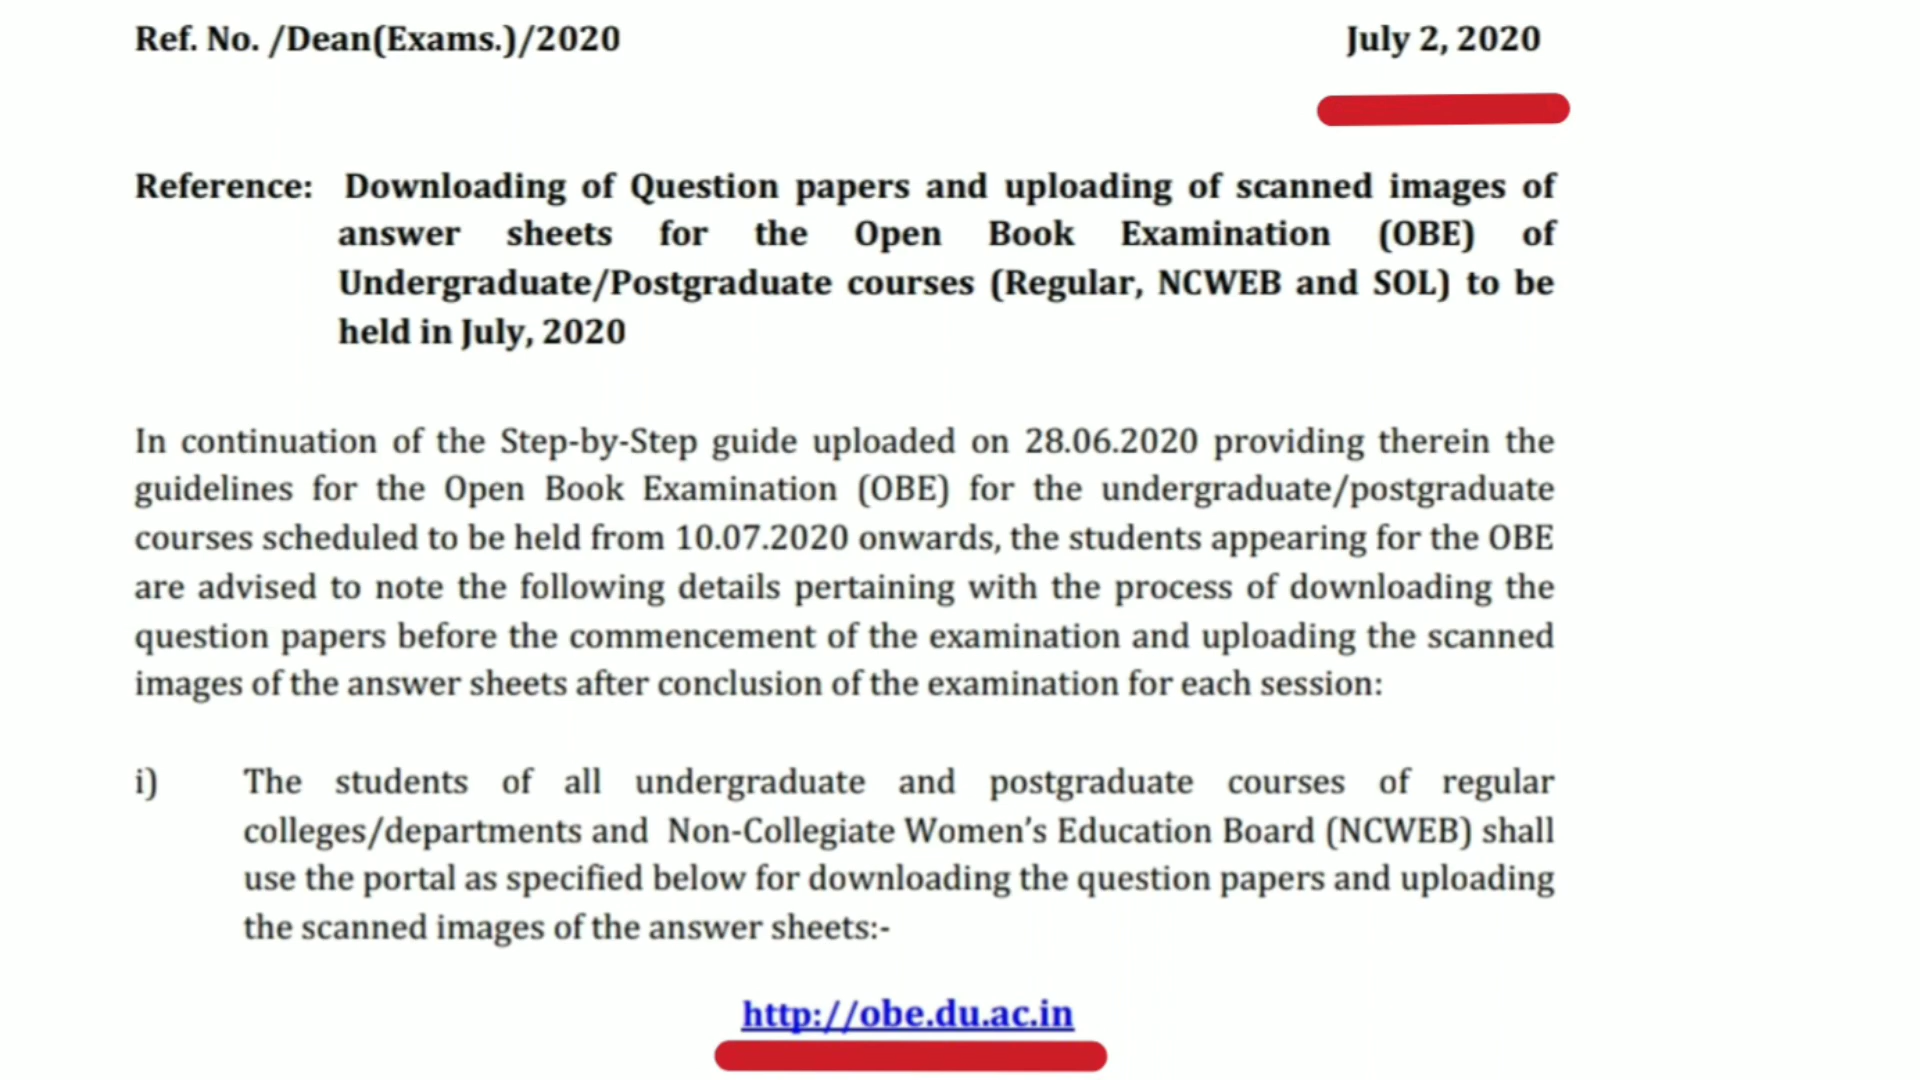 Ref. No. /Dean(Exams.)/2020 July 2, 2020
Reference: Downloading of Question papers and uploading of scanned images of
answer sheets for the Open Book Examination (OBE) of
Undergraduate/Postgraduate courses (Regular, NCWEB and SOL) to be
held in July, 2020
In continuation of the Step-by-Step guide uploaded on 28.06.2020 providing therein the
guidelines for the Open Book Examination (OBE) for the undergraduate/postgraduate
courses scheduled to be held from 10.07.2020 onwards, the students appearing for the OBE
are advised to note the following details pertaining with the process of downloading the
question papers before the commencement of the examination and uploading the scanned
images of the answer sheets after conclusion of the examination for each session:
i) The students of all undergraduate and postgraduate courses of regular
colleges/departments and Non-Collegiate Women's Education Board (NCWEB) shall
use the portal as specified below for downloading the question papers and uploading
the scanned images of the answer sheets:-
http://obe.du.ac.in